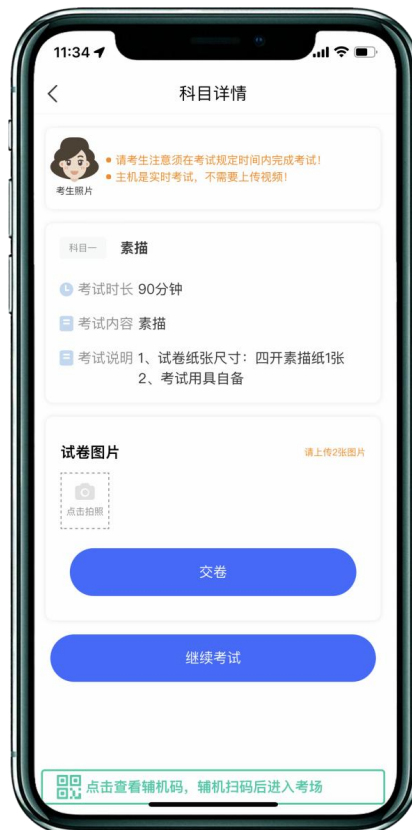 11:34
科目详情
• 请考生注意须在考试规定时间内完成考试！
• 主机是实时考试，不需要上传视频！
考生照片
科目一 素描
考试时长 90分钟
考试内容 素描
考试说明 1、试卷纸张尺寸：四开素描纸1张
2、考试用具自备
试卷图片 请上传2张图片
点击拍照
交卷
继续考试
点击查看辅机码，辅机扫码后进入考场